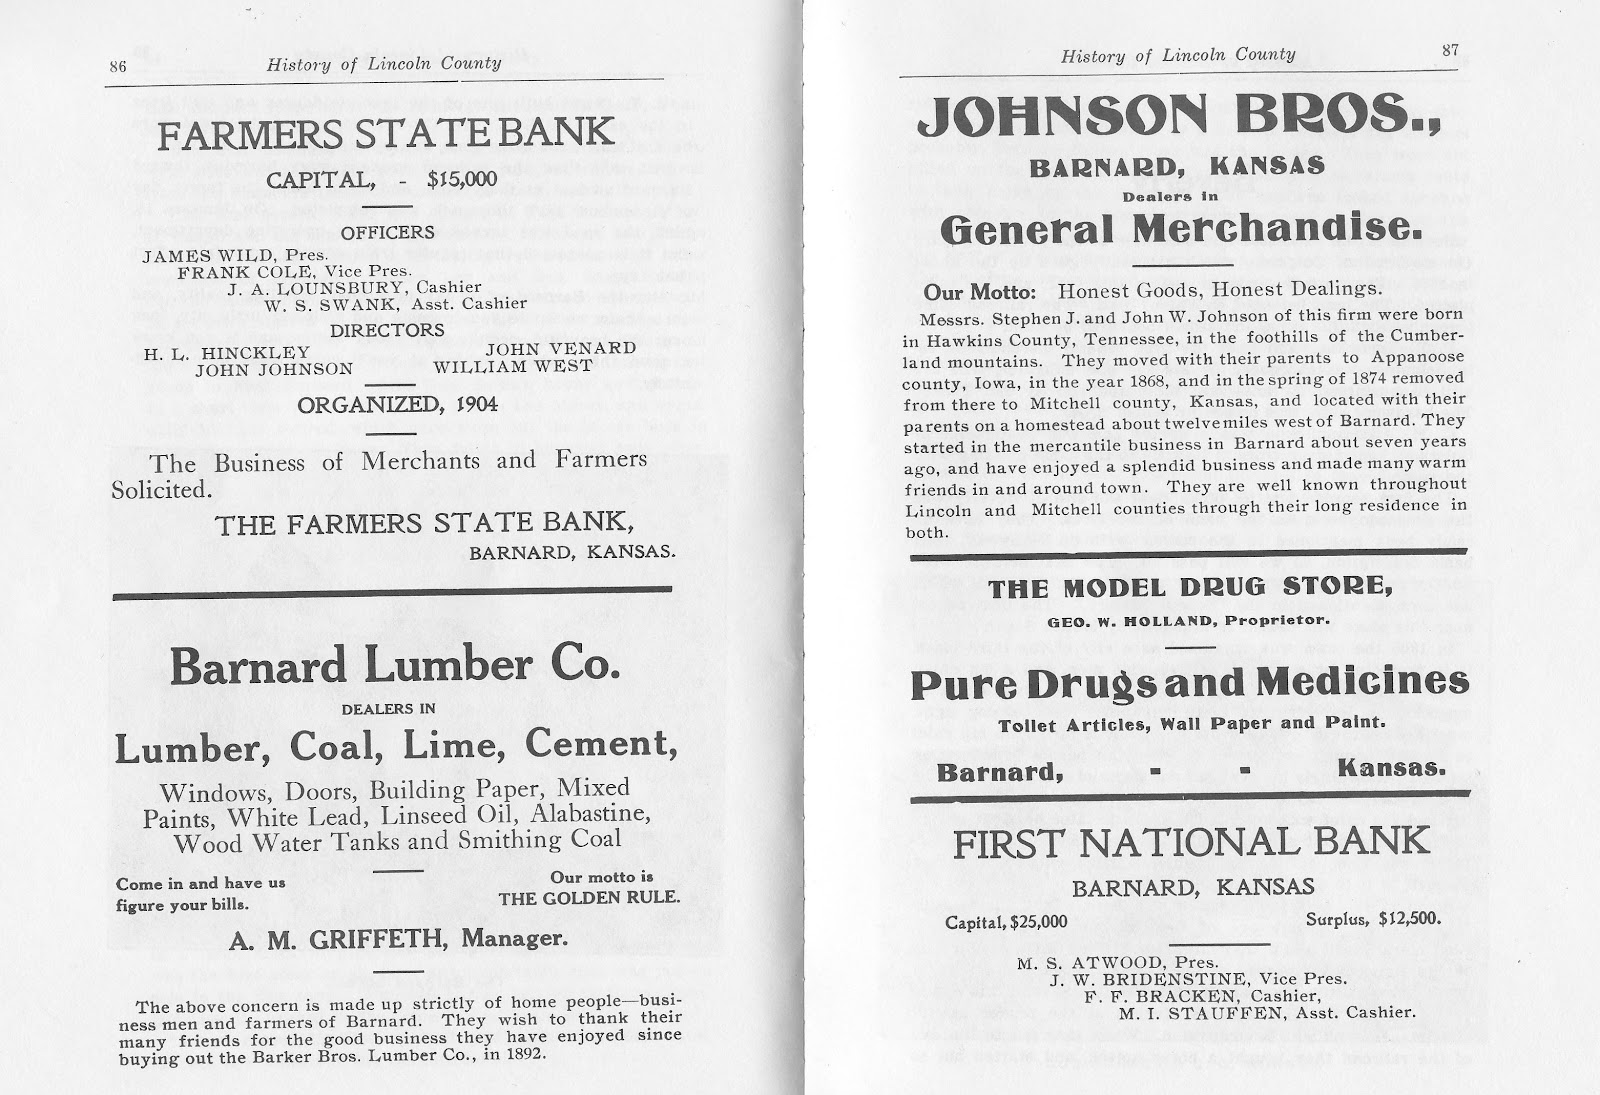 86
History of Lincoln County
FARMERS STATE BANK
CAPITAL, - $15,000
OFFICERS
JAMES WILD, Pres.
FRANK COLE, Vice Pres.
J. A. LOUNSBURY, Cashier
W. S. SWANK, Asst. Cashier
DIRECTORS
H. L. HINCKLEY JOHN VENARD
JOHN JOHNSON WILLIAM WEST
ORGANIZED, 1904
The Business of Merchants and Farmers
Solicited.
THE FARMERS STATE BANK,
BARNARD, KANSAS.
Barnard Lumber Co.
DEALERS IN
Lumber, Coal, Lime, Cement,
Windows, Doors, Building Paper, Mixed
Paints, White Lead, Linseed Oil, Alabastine,
Wood Water Tanks and Smithing Coal
Come in and have us
figure your bills.
Our motto is
THE GOLDEN RULE.
A. M. GRIFFETH, Manager.
The above concern is made up strictly of home people—busi-
ness men and farmers of Barnard. They wish to thank their
many friends for the good business they have enjoyed since
buying out the Barker Bros. Lumber Co., in 1892.
History of Lincoln County
87
JOHNSON BROS.,
BARNARD, KANSAS
Dealers in
General Merchandise.
Our Motto: Honest Goods, Honest Dealings.
Messrs. Stephen J. and John W. Johnson of this firm were born
in Hawkins County, Tennessee, in the foothills of the Cumber-
land mountains. They moved with their parents to Appanoose
county, Iowa, in the year 1868, and in the spring of 1874 removed
from there to Mitchell county, Kansas, and located with their
parents on a homestead about twelve miles west of Barnard. They
started in the mercantile business in Barnard about seven years
ago, and have enjoyed a splendid business and made many warm
friends in and around town. They are well known throughout
Lincoln and Mitchell counties through their long residence in
both.
THE MODEL DRUG STORE,
GEO. W. HOLLAND, Proprietor.
Pure Drugs and Medicines
Toilet Articles, Wall Paper and Paint.
Barnard, - - Kansas.
FIRST NATIONAL BANK
BARNARD, KANSAS
Capital, $25,000 Surplus, $12,500.
M. S. ATWOOD, Pres.
J. W. BRIDENSTINE, Vice Pres.
F. F. BRACKEN, Cashier,
M. I. STAUFFEN, Asst. Cashier.